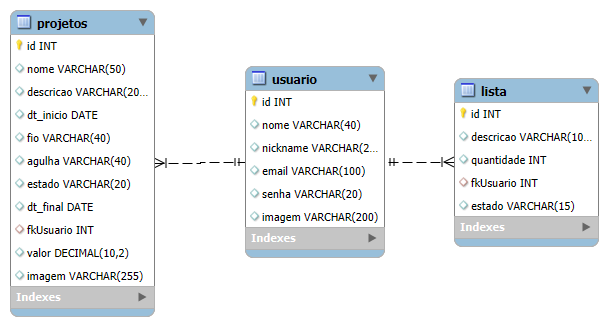 projetos
id INT
nome VARCHAR(50)
descricao VARCHAR(20...
dt_inicio DATE
fio VARCHAR(40)
agulha VARCHAR(40)
estado VARCHAR(20)
dt_final DATE
fkUsuario INT
valor DECIMAL(10,2)
imagem VARCHAR(255)
Indexes
usuario
id INT
nome VARCHAR(40)
nickname VARCHAR(2...
email VARCHAR(100)
senha VARCHAR(20)
imagem VARCHAR(200)
Indexes
lista
id INT
descricao VARCHAR(10...
quantidade INT
fkUsuario INT
estado VARCHAR(15)
Indexes